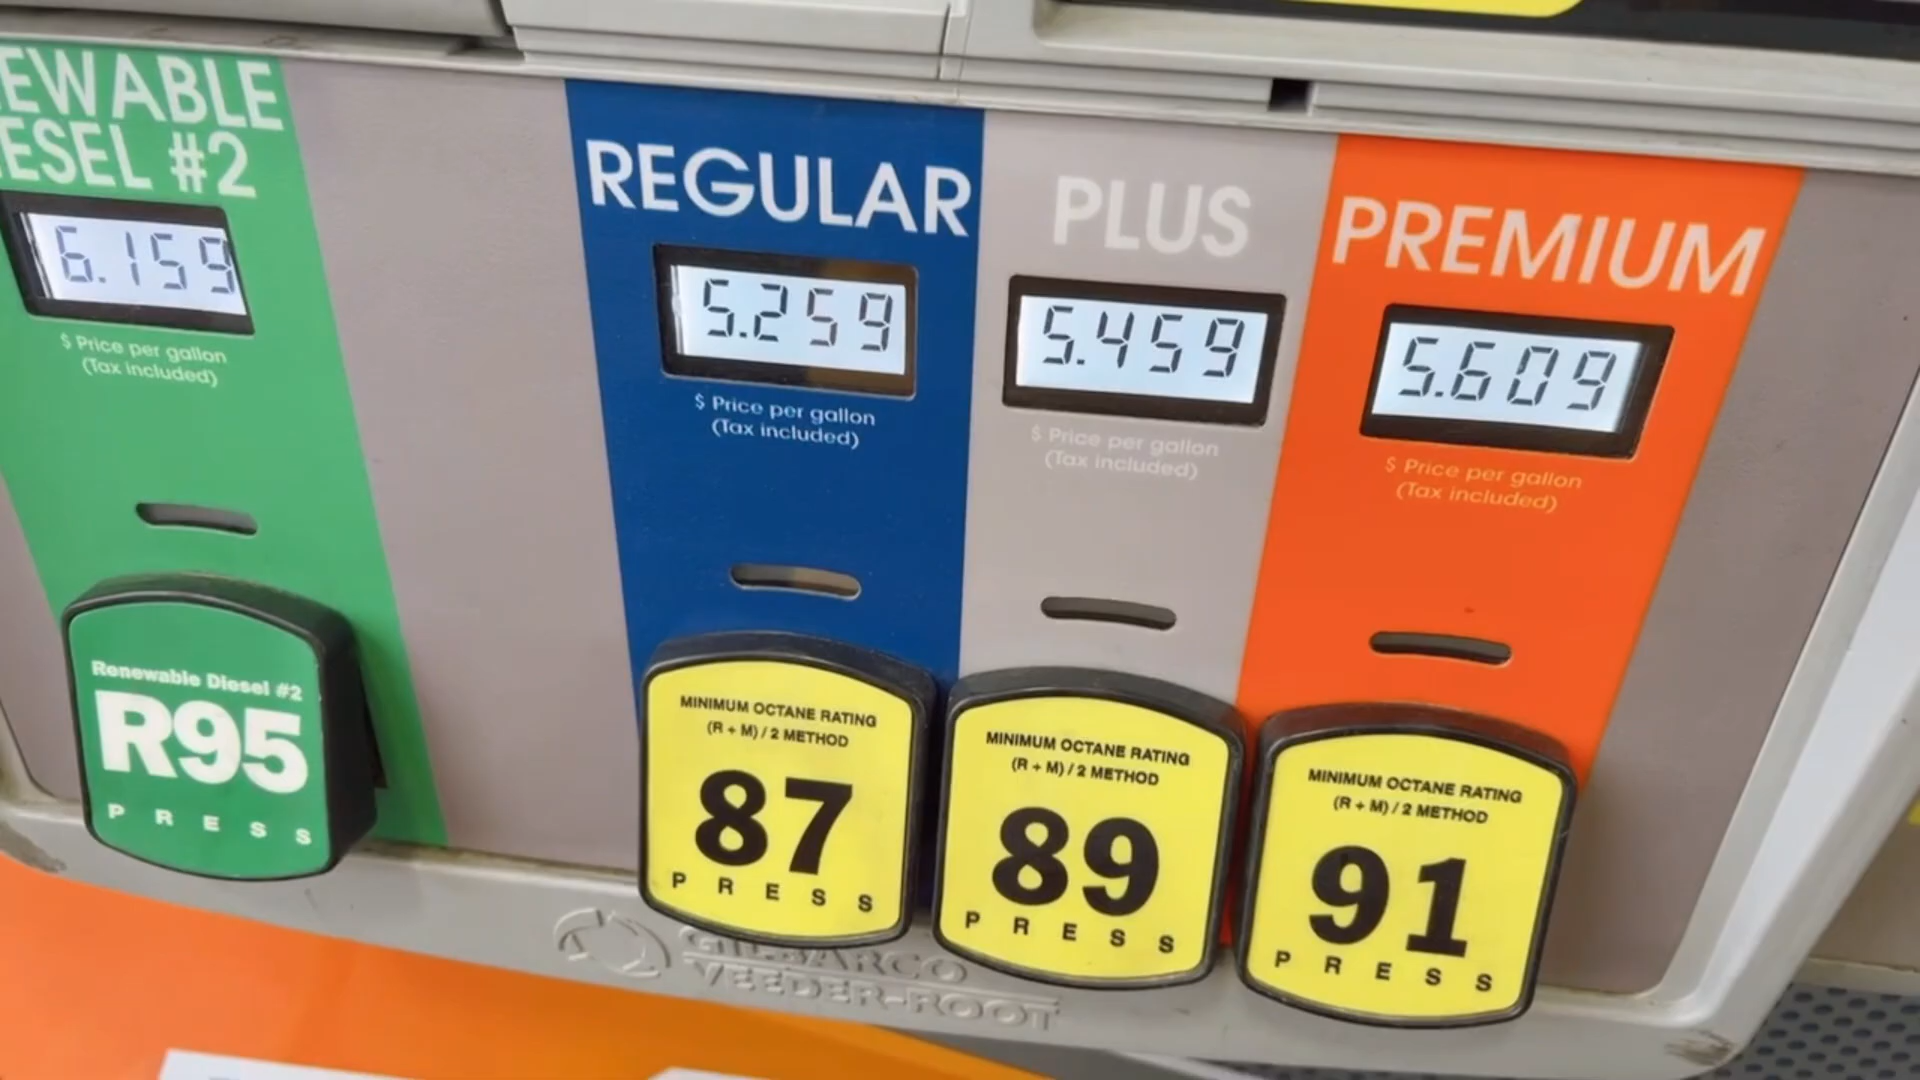 EWABLE
ESEL #2
6.159
$ Price per gallon
(Tax included)
Renewable Diesel #2
R95
PRESS
REGULAR
5.259
$ Price per gallon
(Tax included)
MINIMUM OCTANE RATING
(R + M) / 2 METHOD
87
PRESS
PLUS
5.459
$ Price per gallon
(Tax included)
MINIMUM OCTANE RATING
(R + M) / 2 METHOD
89
PRESS
PREMIUM
5.609
$ Price per gallon
(Tax included)
MINIMUM OCTANE RATING
(R + M) / 2 METHOD
91
PRESS
GILBARCO
VEEDER-ROOT